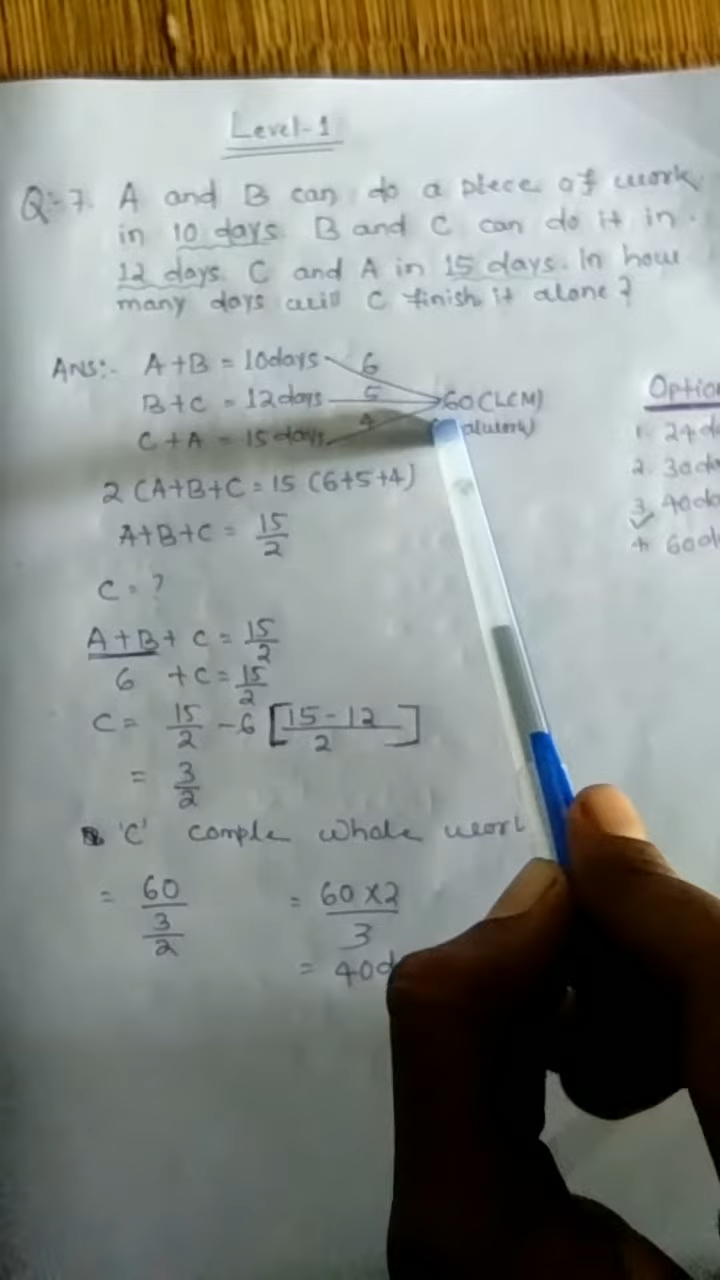 Level-1
Q:-7. A and B can do a piece of work
in 10 days. B and C can do it in
12 days. C and A in 15 days. In how
many days will C finish it alone?
ANS:- A+B = 10days 6
B+C = 12days 5 60(LCM)
C+A = 15 days 4
2 (A+B+C = 15 (6+5+4)
A+B+C = 15/2
C = ?
A+B + C = 15/2
6 + C = 15/2
C = 15/2 - 6 [15-12/2]
= 3/2
'C' comple whole wor
= 60/3/2 = 60×2/3
= 40d
Option
1. 24d
2. 30da
3. 40da
4. 60d